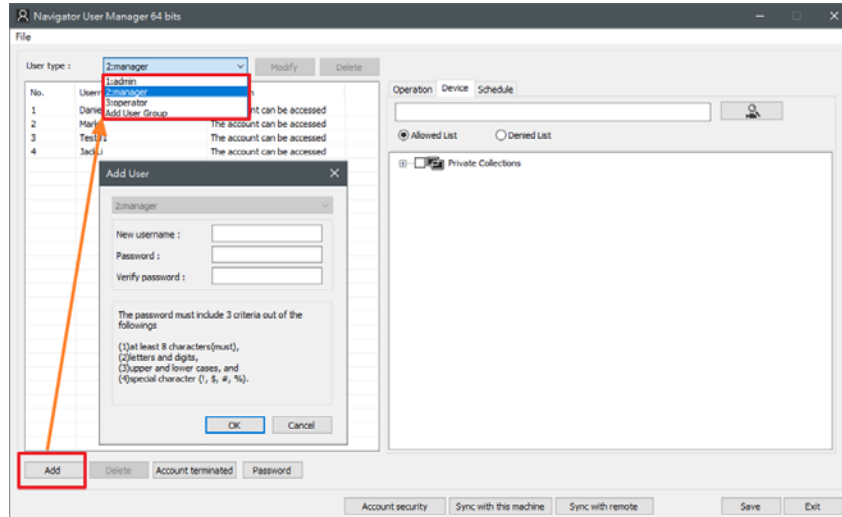 Navigator User Manager 64 bits
File
User type :
2:manager
Modify
Delete
1:admin
2:manager
3:operator
Add User Group
No.
1
2 Mark The account can be accessed
3 The account can be accessed
4 The account can be accessed
can be accessed
Operation Device Schedule
Allowed List Denied List
Private Collections
Add User
2:manager
New username :
Password :
Verify password :
The password must include 3 criteria out of the
followings
(1)at least 8 characters(must),
(2)letters and digits,
(3)upper and lower cases, and
(4)special character (!, $, #, %).
OK Cancel
Add Delete Account terminated Password
Account security Sync with this machine Sync with remote Save Exit